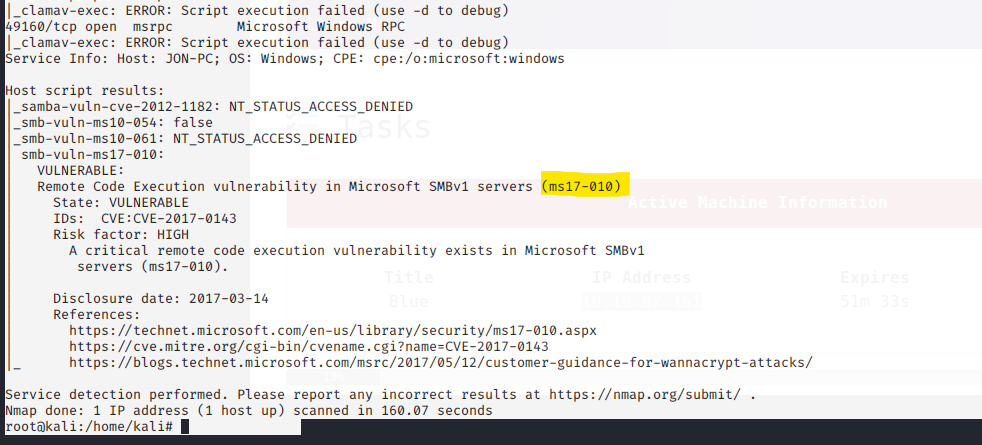 |_clamav-exec: ERROR: Script execution failed (use -d to debug)
49160/tcp open  msrpc        Microsoft Windows RPC
|_clamav-exec: ERROR: Script execution failed (use -d to debug)
Service Info: Host: JON-PC; OS: Windows; CPE: cpe:/o:microsoft:windows
Host script results:
|_samba-vuln-cve-2012-1182: NT_STATUS_ACCESS_DENIED
|_smb-vuln-ms10-054: false
Tasks
|_smb-vuln-ms10-061: NT_STATUS_ACCESS_DENIED
| smb-vuln-ms17-010:
|   VULNERABLE:
|   Remote Code Execution vulnerability in Microsoft SMBv1 servers (ms17-010)
|     State: VULNERABLE
Active Machine Information
|     IDs:  CVE:CVE-2017-0143
|     Risk factor: HIGH
|       A critical remote code execution vulnerability exists in Microsoft SMBv1
|        servers (ms17-010).
Title IP Address Expires
|     Disclosure date: 2017-03-14
Blue 51m 33s
|     References:
|       https://technet.microsoft.com/en-us/library/security/ms17-010.aspx
|       https://cve.mitre.org/cgi-bin/cvename.cgi?name=CVE-2017-0143
|_      https://blogs.technet.microsoft.com/msrc/2017/05/12/customer-guidance-for-wannacrypt-attacks/
Service detection performed. Please report any incorrect results at https://nmap.org/submit/ .
Nmap done: 1 IP address (1 host up) scanned in 160.07 seconds
root@kali:/home/kali#